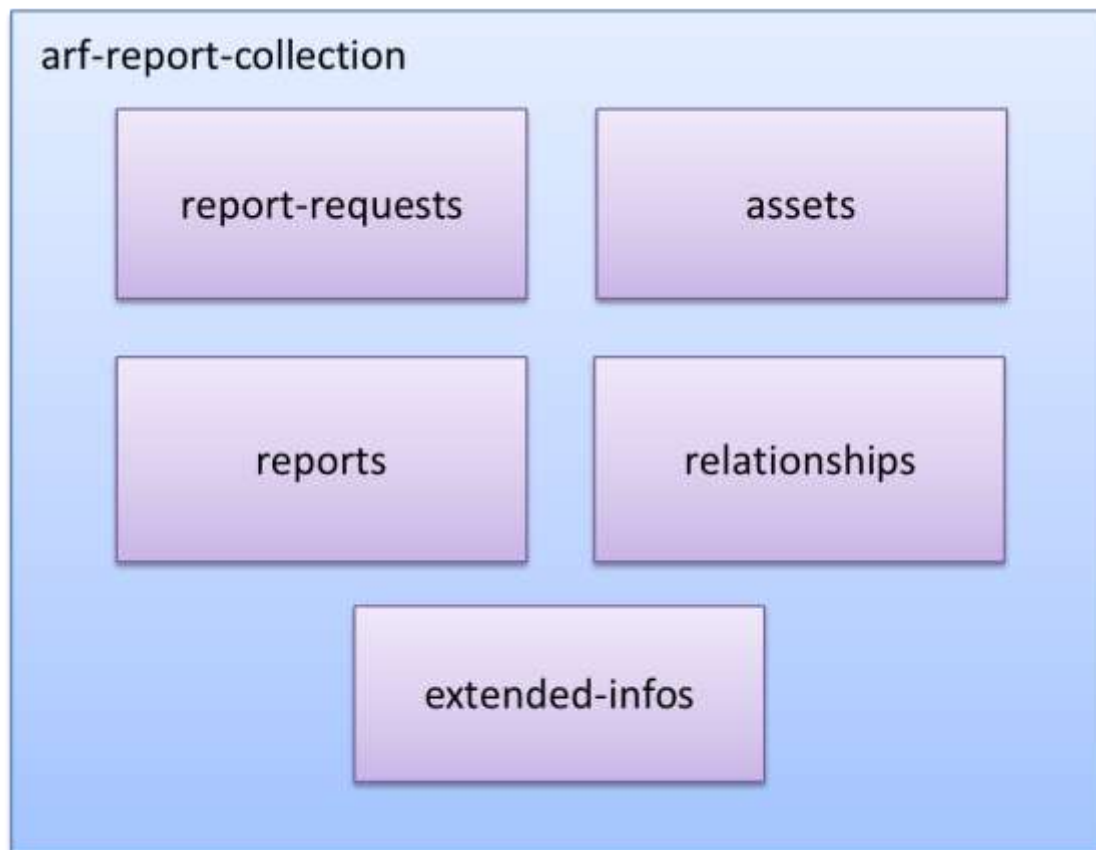 arf-report-collection
report-requests
assets
reports
relationships
extended-infos